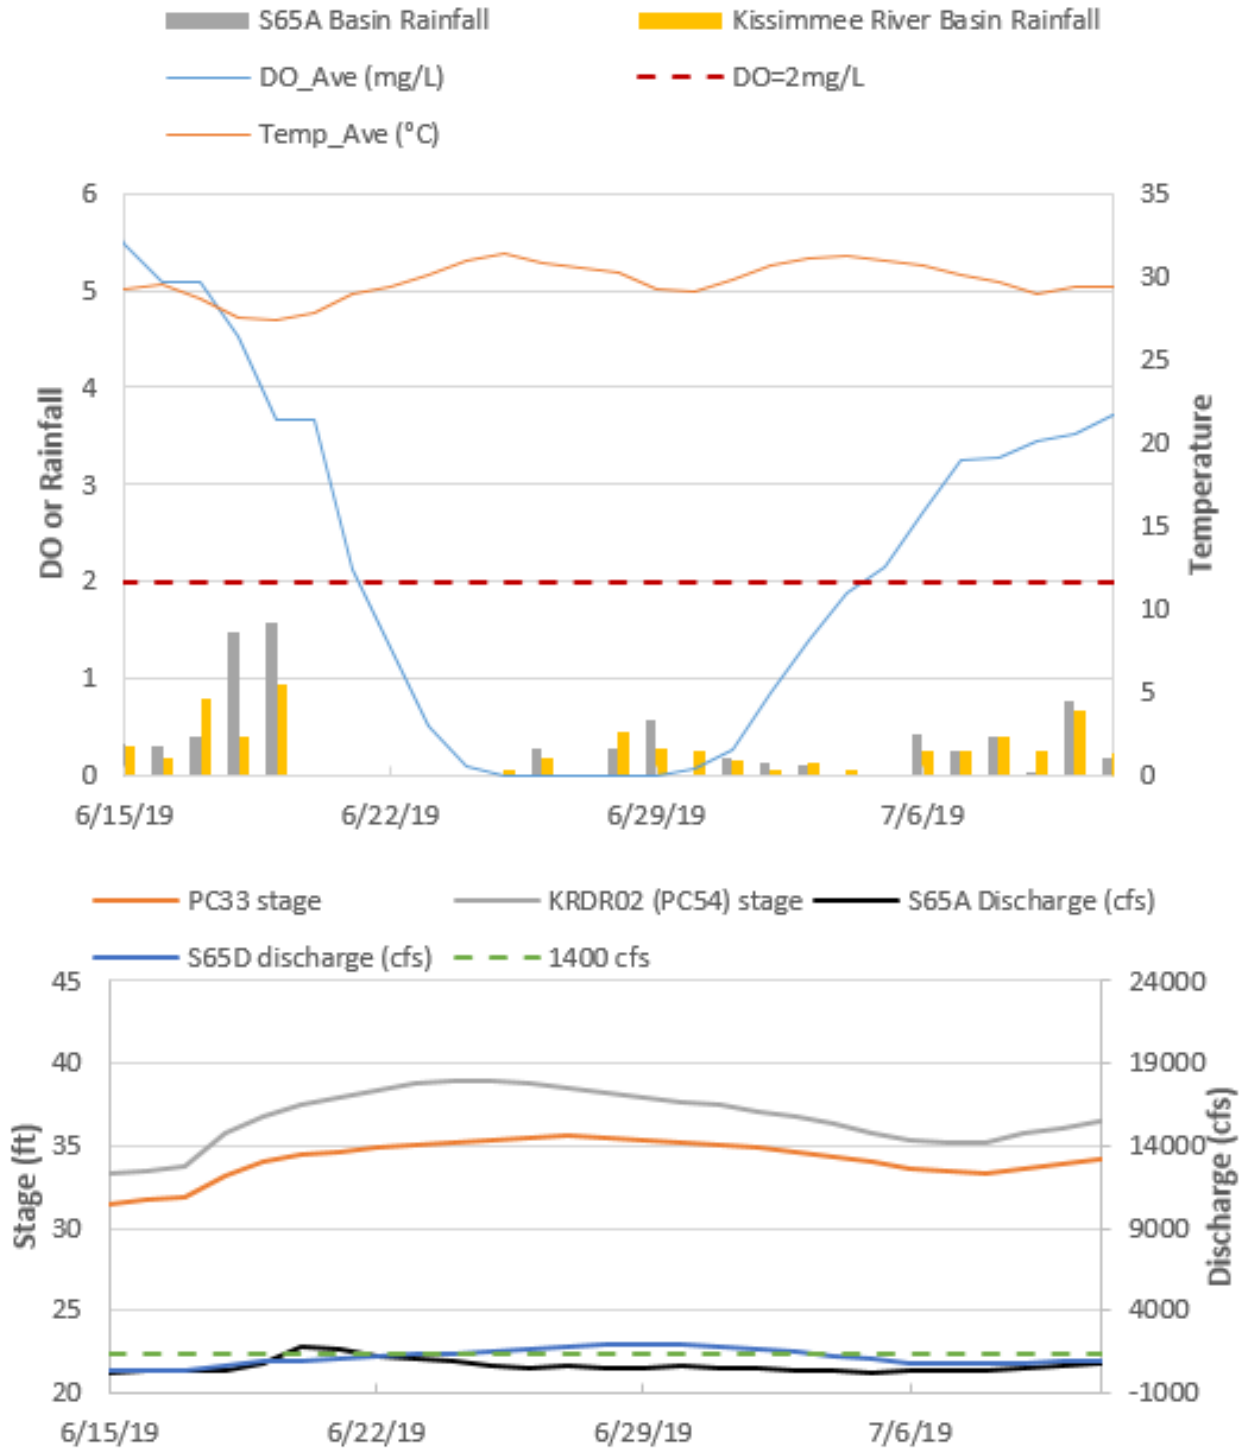 S65A Basin Rainfall Kissimmee River Basin Rainfall
DO_Ave (mg/L) DO=2mg/L
Temp_Ave (°C)
6 35
5 30
25
4
20
3
15
2
10
1 5
0 0
DO or Rainfall
Temperature
6/15/19 6/22/19 6/29/19 7/6/19
PC33 stage KRDR02 (PC54) stage S65A Discharge (cfs)
S65D discharge (cfs) 1400 cfs
45 24000
40 19000
35 14000
30 9000
25 4000
20 -1000
Stage (ft)
Discharge (cfs)
6/15/19 6/22/19 6/29/19 7/6/19